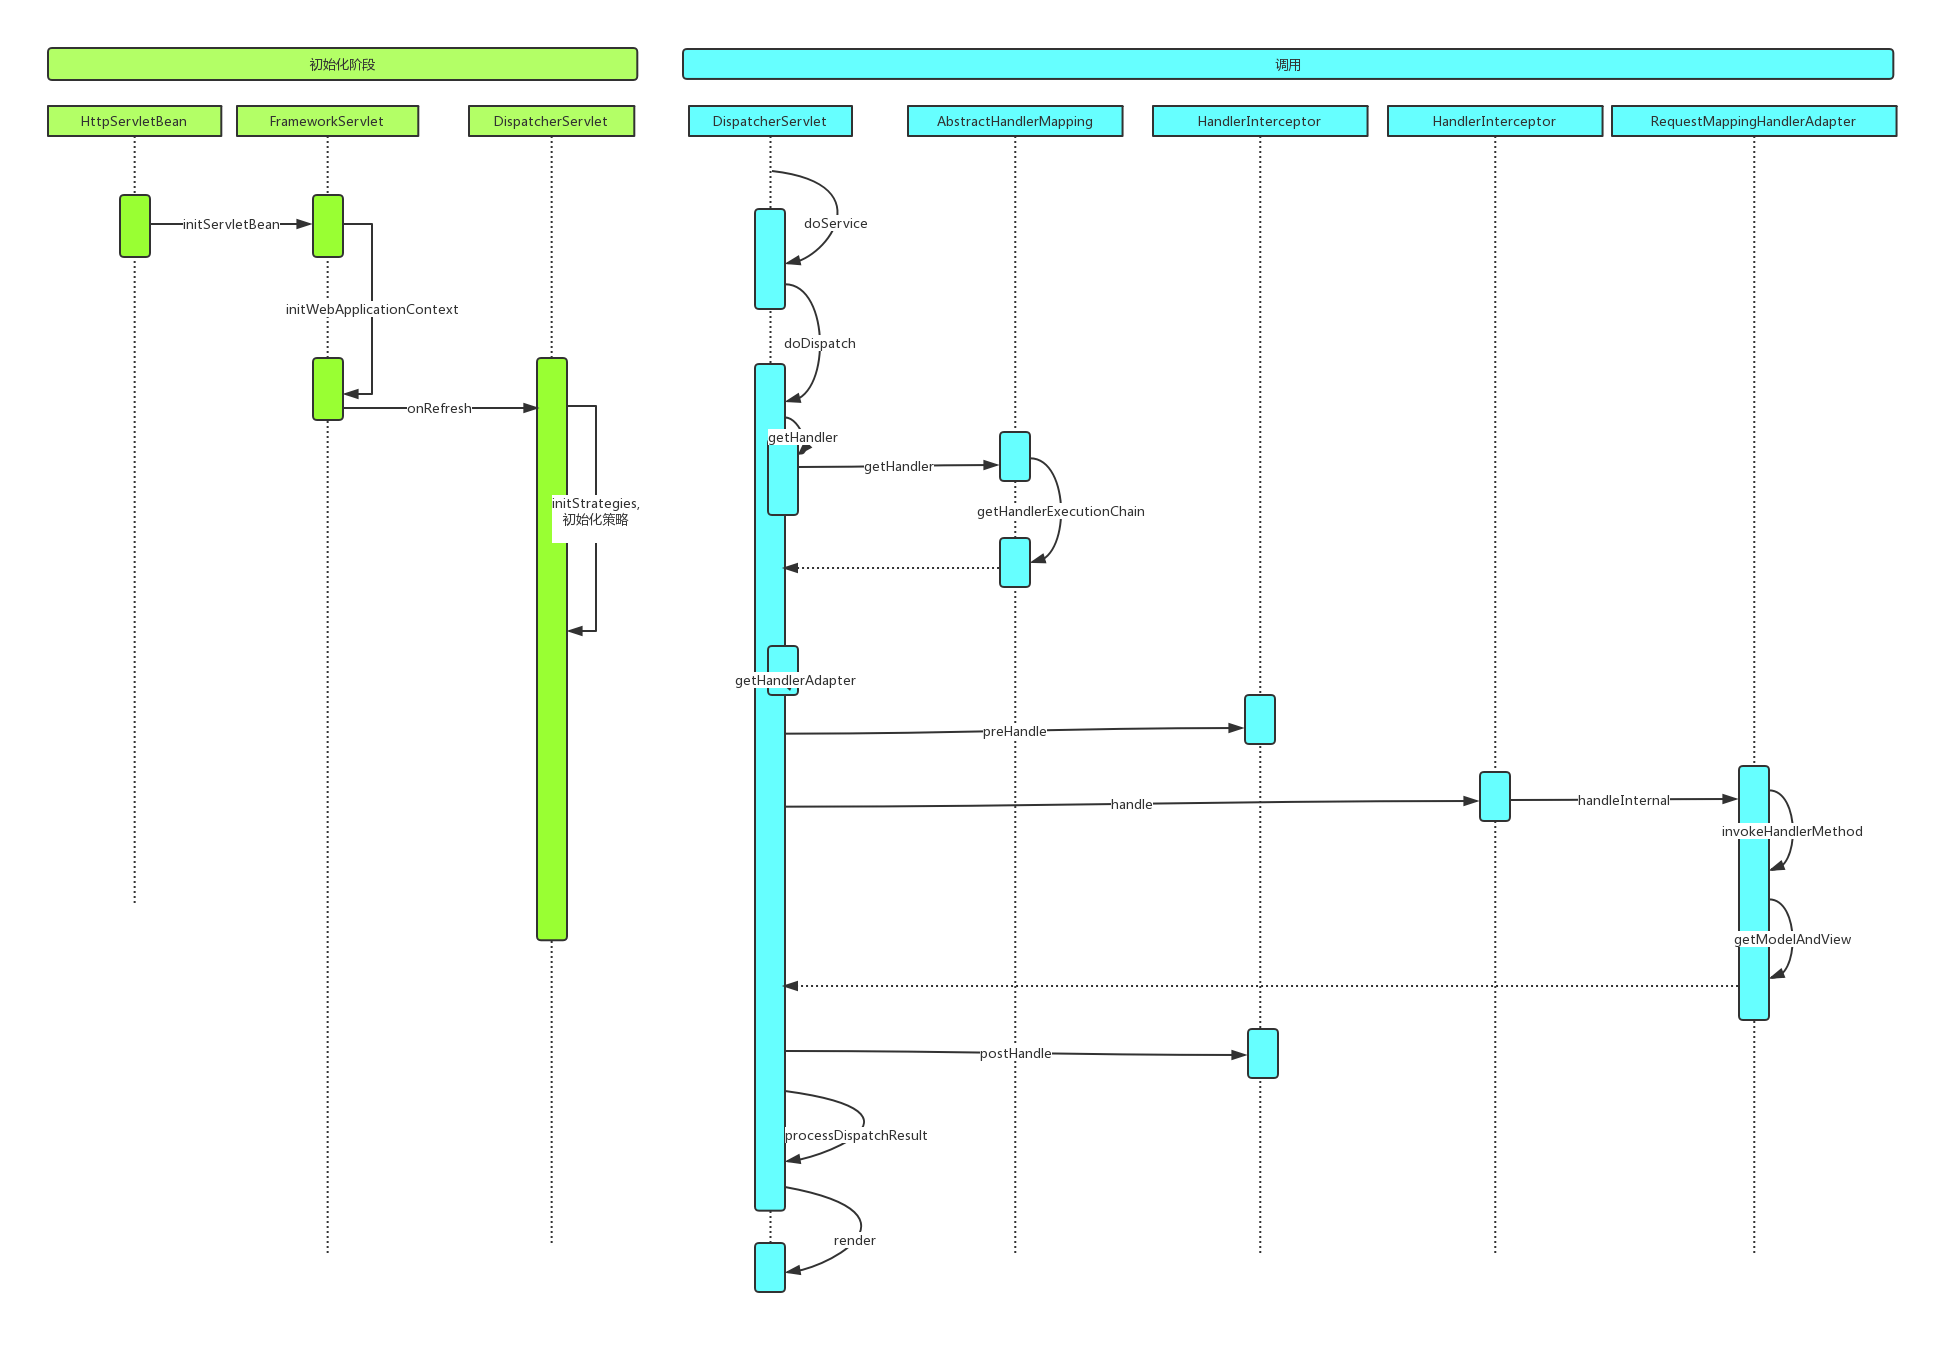 初始化阶段
调用
HttpServletBean
FrameworkServlet
DispatcherServlet
DispatcherServlet
AbstractHandlerMapping
HandlerInterceptor
HandlerInterceptor
RequestMappingHandlerAdapter
initServletBean
initWebApplicationContext
onRefresh
initStrategies,
初始化策略
doService
doDispatch
getHandler
getHandler
getHandlerExecutionChain
getHandlerAdapter
preHandle
handle
handleInternal
invokeHandlerMethod
getModelAndView
postHandle
processDispatchResult
render